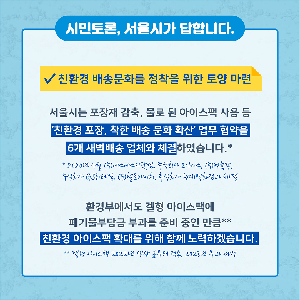 시민토론, 서울시가 답합니다.
✓ 친환경 배송문화를 정착을 위한 토양 마련
서울시는 포장재 감축, 물로 된 아이스팩 사용 등
'친환경 포장, 착한 배송 문화 확산' 업무 협약을
6개 새벽배송 업체와 체결하였습니다.*
환경부에서도 겔형 아이스팩에
폐기물부담금 부과를 준비 중인 만큼**
친환경 아이스팩 확대를 위해 함께 노력하겠습니다.